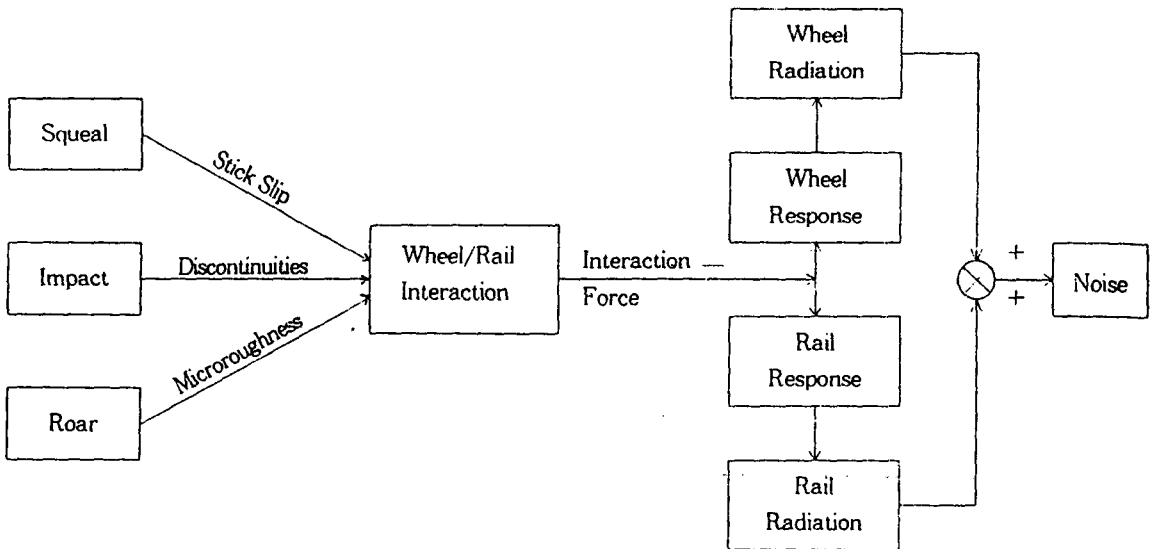 Wheel
Radiation
Squeal
Stick Slip
Wheel
Response
Impact
Discontinuities
Wheel/Rail
Interaction
Interaction
Force
+
+
Noise
Microroughness
Rail
Response
Roar
Rail
Radiation